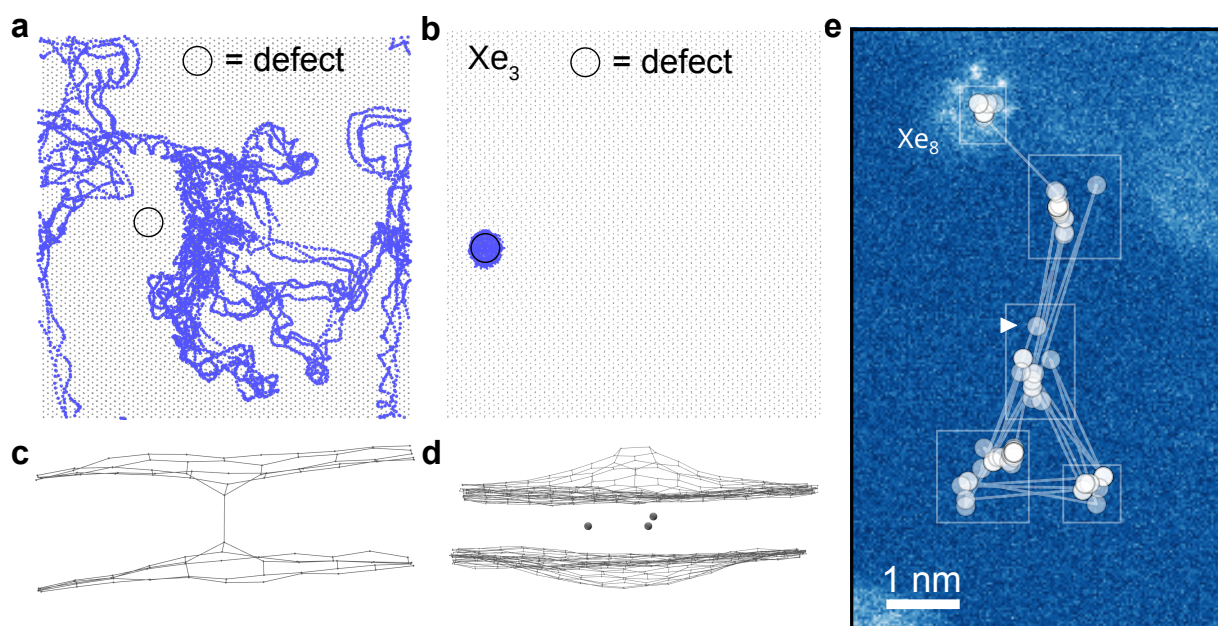 a
= defect
b
Xe₃
= defect
c
d
e
Xe₈
1 nm